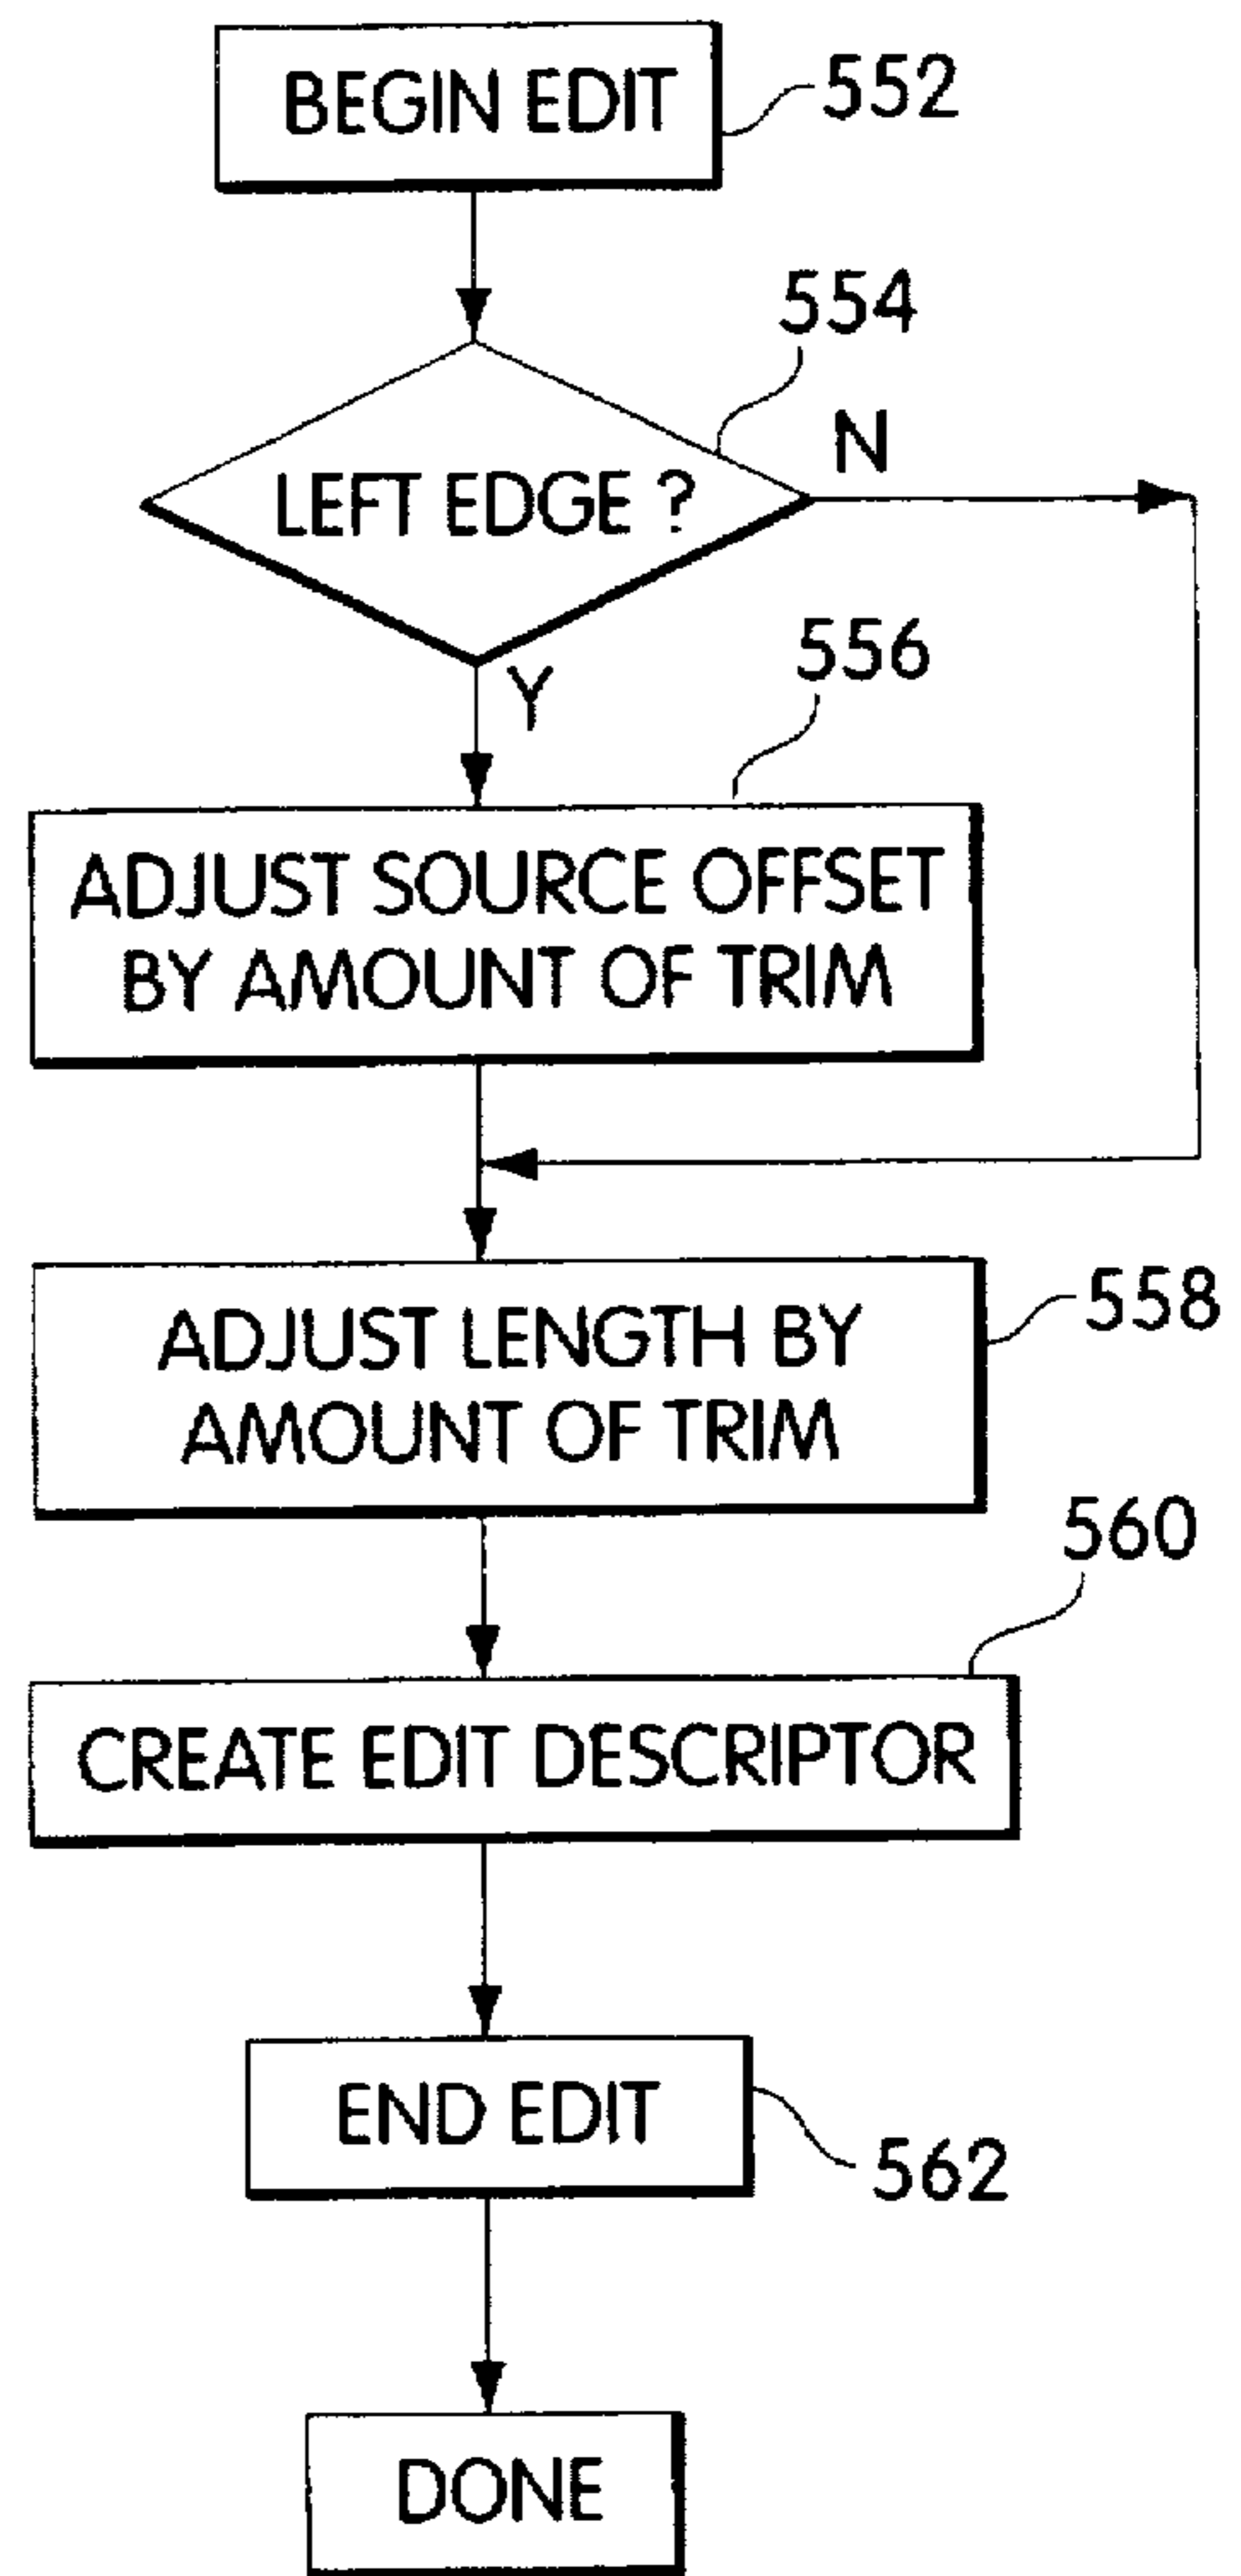 BEGIN EDIT
552
554
LEFT EDGE ?
N
Y
556
ADJUST SOURCE OFFSET
BY AMOUNT OF TRIM
ADJUST LENGTH BY
AMOUNT OF TRIM
558
560
CREATE EDIT DESCRIPTOR
END EDIT
562
DONE